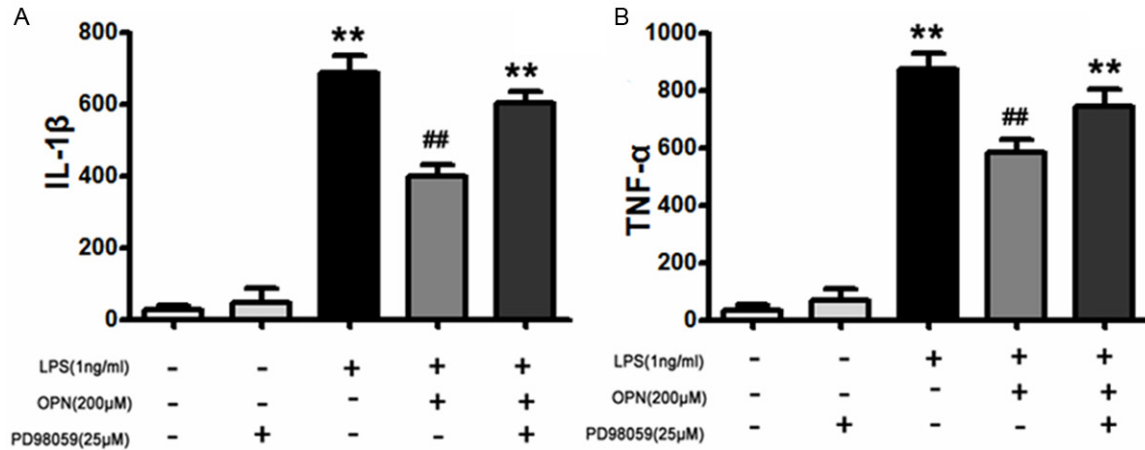 A
IL-1β
800
600
400
200
0
**
##
**
LPS(1ng/ml) - - + + +
OPN(200μM) - - - + +
PD98059(25μM) - + - - +
B
TNF-α
1000
800
600
400
200
0
**
##
**
LPS(1ng/ml) - - + + +
OPN(200μM) - - - + +
PD98059(25μM) - + - - +